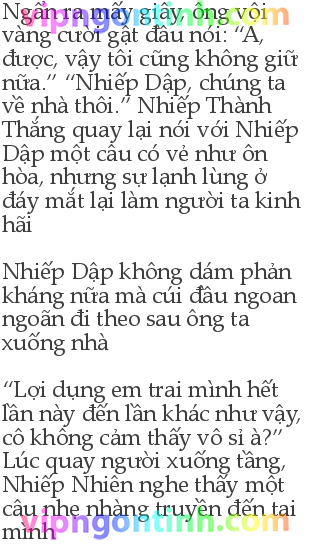 Ngẩn ra mấy giây, ông vội
vàng cười gật đầu nói: “A,
được, vậy tôi cũng không giữ
nữa.” “Nhiếp Dập, chúng ta
về nhà thôi.” Nhiếp Thành
Thắng quay lại nói với Nhiếp
Dập một câu có vẻ như ôn
hòa, nhưng sự lạnh lùng ở
đáy mắt lại làm người ta kinh
hãi
Nhiếp Dập không dám phản
kháng nữa mà cúi đầu ngoan
ngoãn đi theo sau ông ta
xuống nhà
“Lợi dụng em trai mình hết
lần này đến lần khác như vậy,
cô không cảm thấy vô sỉ à?”
Lúc quay người xuống tầng,
Nhiếp Nhiên nghe thấy một
câu nhẹ nhàng truyền đến tai
mình
vipngontinh.com
vipngontinh.com